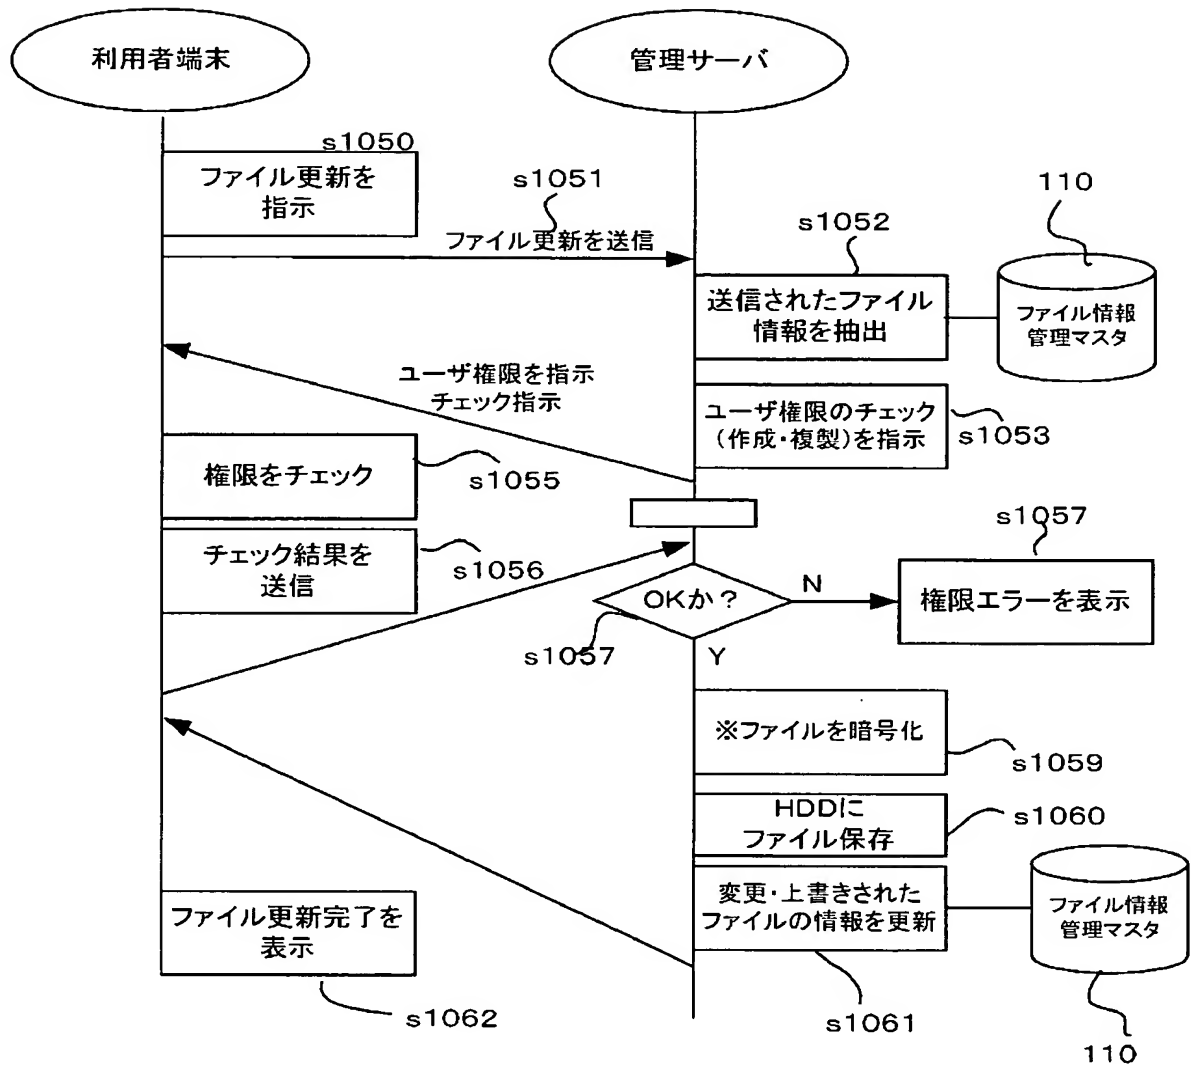 利用者端末
管理サーバ
s1050
ファイル更新を
指示
s1051
ファイル更新を送信
s1052
110
送信されたファイル
情報を抽出
ファイル情報
管理マスタ
ユーザ権限を指示
チェック指示
ユーザ権限のチェック
(作成・複製)を指示
s1053
権限をチェック
s1055
チェック結果を
送信
s1056
OKか?
N
s1057
権限エラーを表示
s1057
Y
※ファイルを暗号化
s1059
HDDに
ファイル保存
s1060
変更・上書きされた
ファイルの情報を更新
ファイル情報
管理マスタ
ファイル更新完了を
表示
s1062
s1061
110